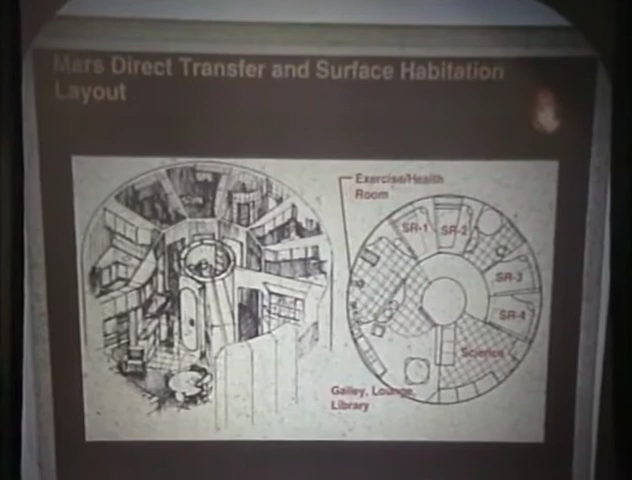 Mars Direct Transfer and Surface Habitation
Layout
Exercise/Health
Room
SR-1
SR-2
SR-3
SR-4
Science
Galley, Lounge,
Library